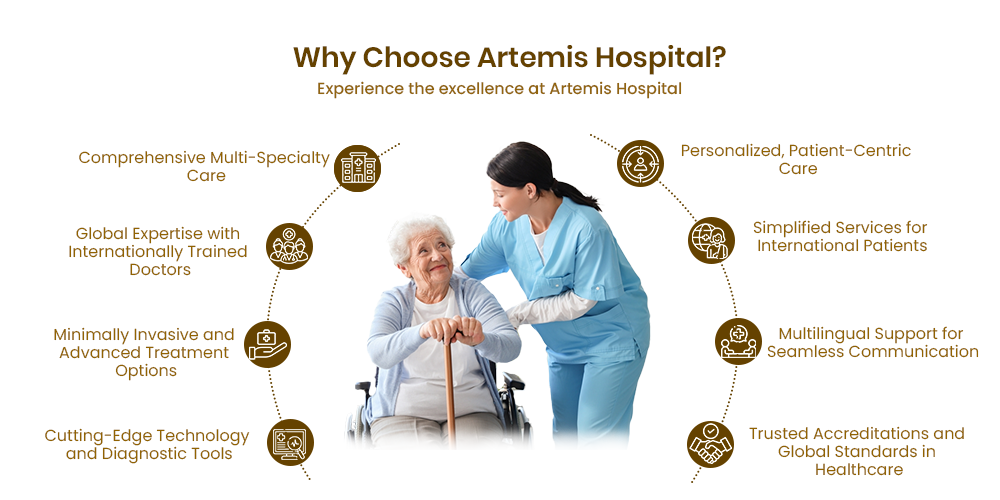 Why Choose Artemis Hospital?
Experience the excellence at Artemis Hospital
Comprehensive Multi-Specialty
Care
Global Expertise with
Internationally Trained
Doctors
Minimally Invasive and
Advanced Treatment
Options
Cutting-Edge Technology
and Diagnostic Tools
Personalized, Patient-Centric
Care
Simplified Services for
International Patients
Multilingual Support for
Seamless Communication
Trusted Accreditations and
Global Standards in
Healthcare